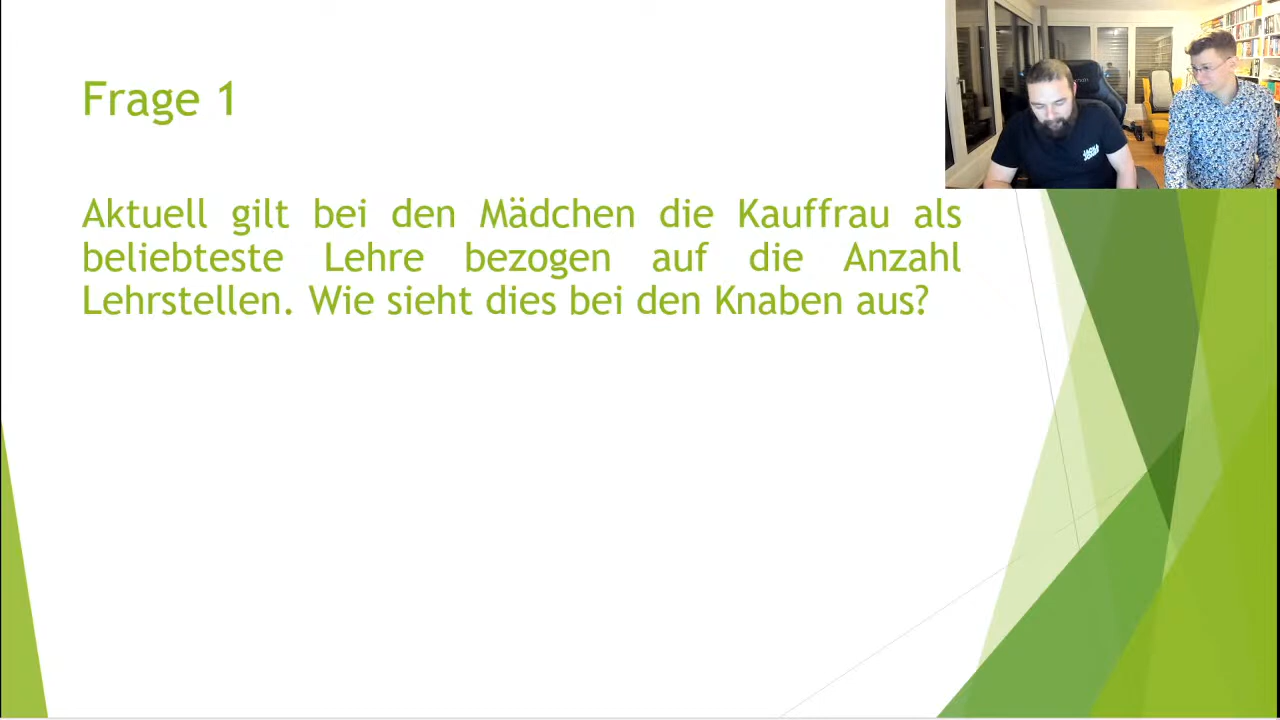 Frage 1
Aktuell gilt bei den Mädchen die Kauffrau als
beliebteste Lehre bezogen auf die Anzahl
Lehrstellen. Wie sieht dies bei den Knaben aus?